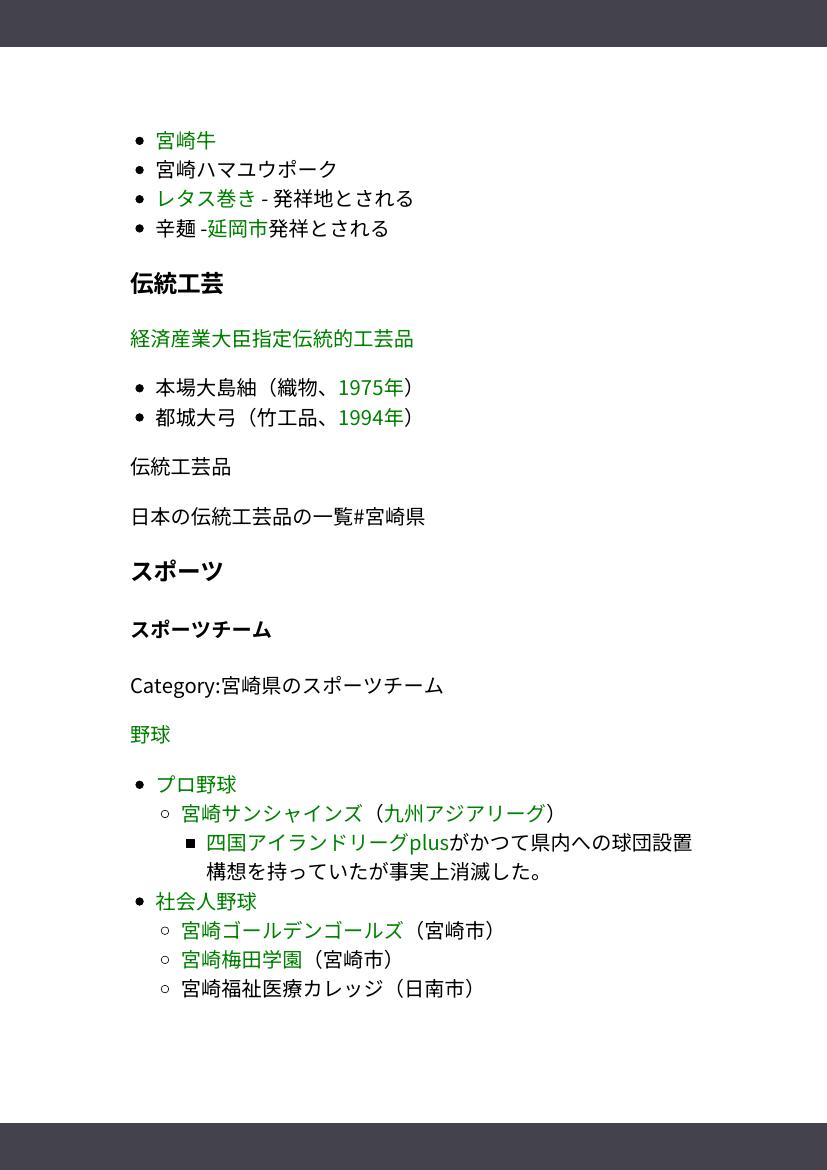 宮崎牛
宮崎ハマユウポーク
レタス巻き - 発祥地とされる
辛麺 -延岡市発祥とされる
伝統工芸
経済産業大臣指定伝統的工芸品
本場大島紬（織物、1975年）
都城大弓（竹工品、1994年）
伝統工芸品
日本の伝統工芸品の一覧#宮崎県
スポーツ
スポーツチーム
Category:宮崎県のスポーツチーム
野球
プロ野球
宮崎サンシャインズ（九州アジアリーグ）
四国アイランドリーグplusがかつて県内への球団設置
構想を持っていたが事実上消滅した。
社会人野球
宮崎ゴールデンゴールズ（宮崎市）
宮崎梅田学園（宮崎市）
宮崎福祉医療カレッジ（日南市）